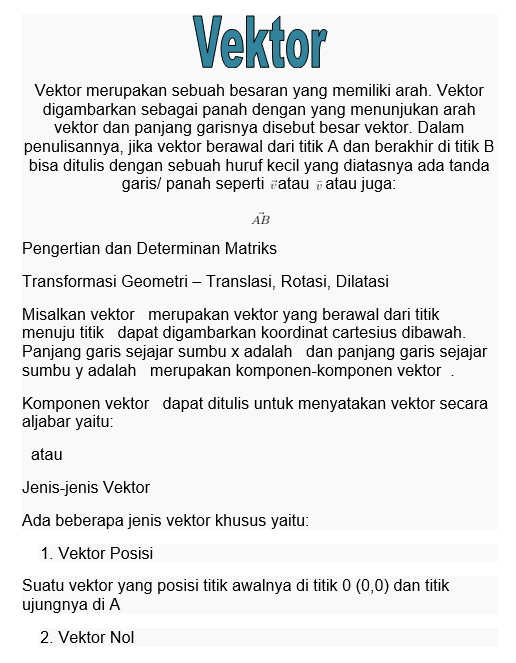 Vektor
Vektor merupakan sebuah besaran yang memiliki arah. Vektor
digambarkan sebagai panah dengan yang menunjukan arah
vektor dan panjang garisnya disebut besar vektor. Dalam
penulisannya, jika vektor berawal dari titik A dan berakhir di titik B
bisa ditulis dengan sebuah huruf kecil yang diatasnya ada tanda
garis/ panah seperti v̄ atau v⃗ atau juga:
A⃗B
Pengertian dan Determinan Matriks
Transformasi Geometri – Translasi, Rotasi, Dilatasi
Misalkan vektor merupakan vektor yang berawal dari titik
menuju titik dapat digambarkan koordinat cartesius dibawah.
Panjang garis sejajar sumbu x adalah dan panjang garis sejajar
sumbu y adalah merupakan komponen-komponen vektor .
Komponen vektor dapat ditulis untuk menyatakan vektor secara
aljabar yaitu:
atau
Jenis-jenis Vektor
Ada beberapa jenis vektor khusus yaitu:
1. Vektor Posisi
Suatu vektor yang posisi titik awalnya di titik 0 (0,0) dan titik
ujungnya di A
2. Vektor Nol